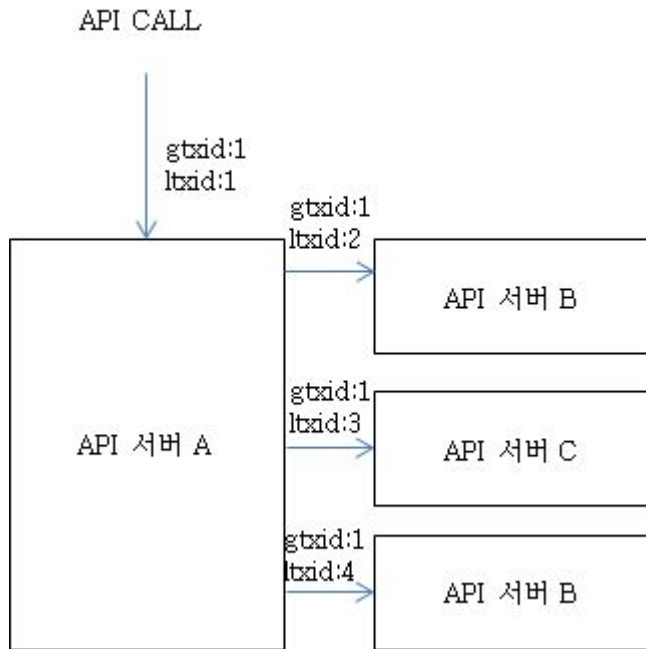 API CALL
gtxid:1
ltxid:1
gtxid:1
ltxid:2
API 서버 B
gtxid:1
ltxid:3
API 서버 A
API 서버 C
gtxid:1
ltxid:4
API 서버 B